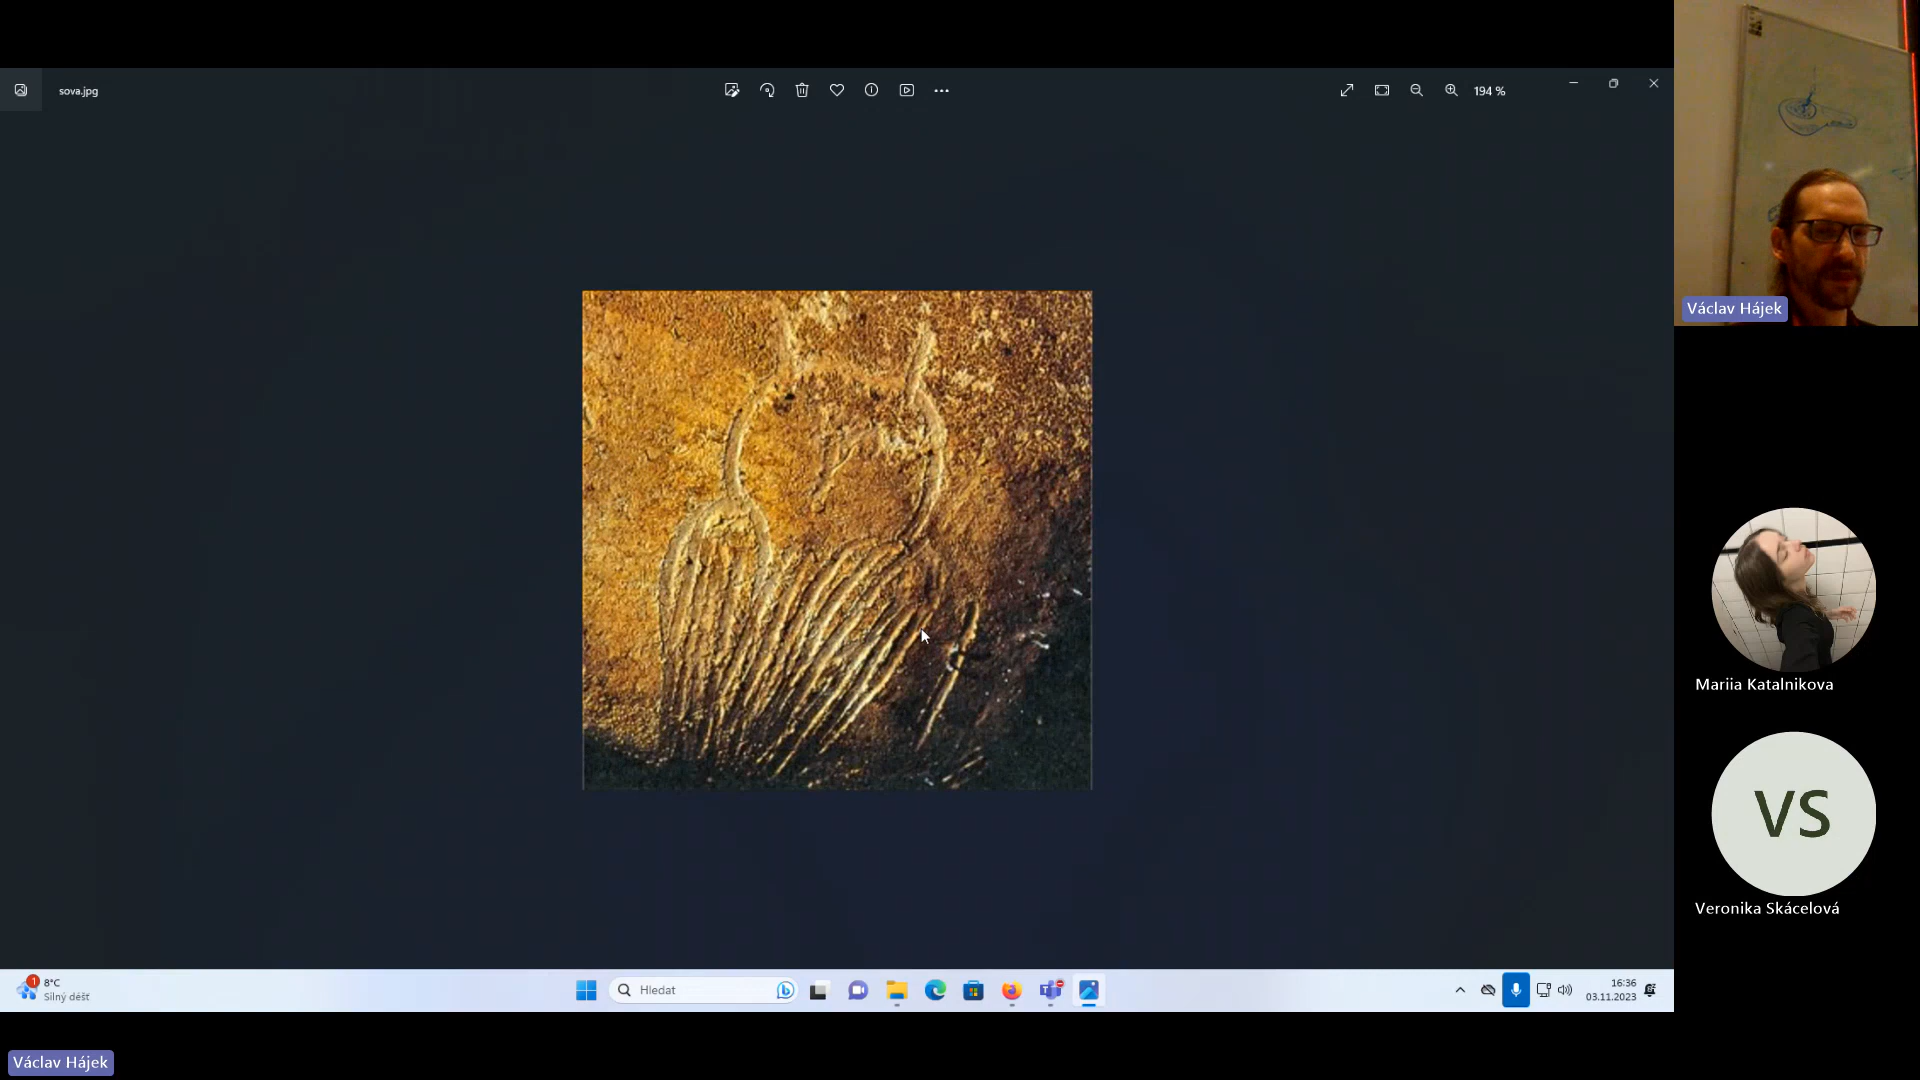 sova.jpg
194 %
Václav Hájek
Mariia Katalnikova
VS
Veronika Skácelová
1
8°C
Silný déšť
Hledat
16:36
03.11.2023
Václav Hájek